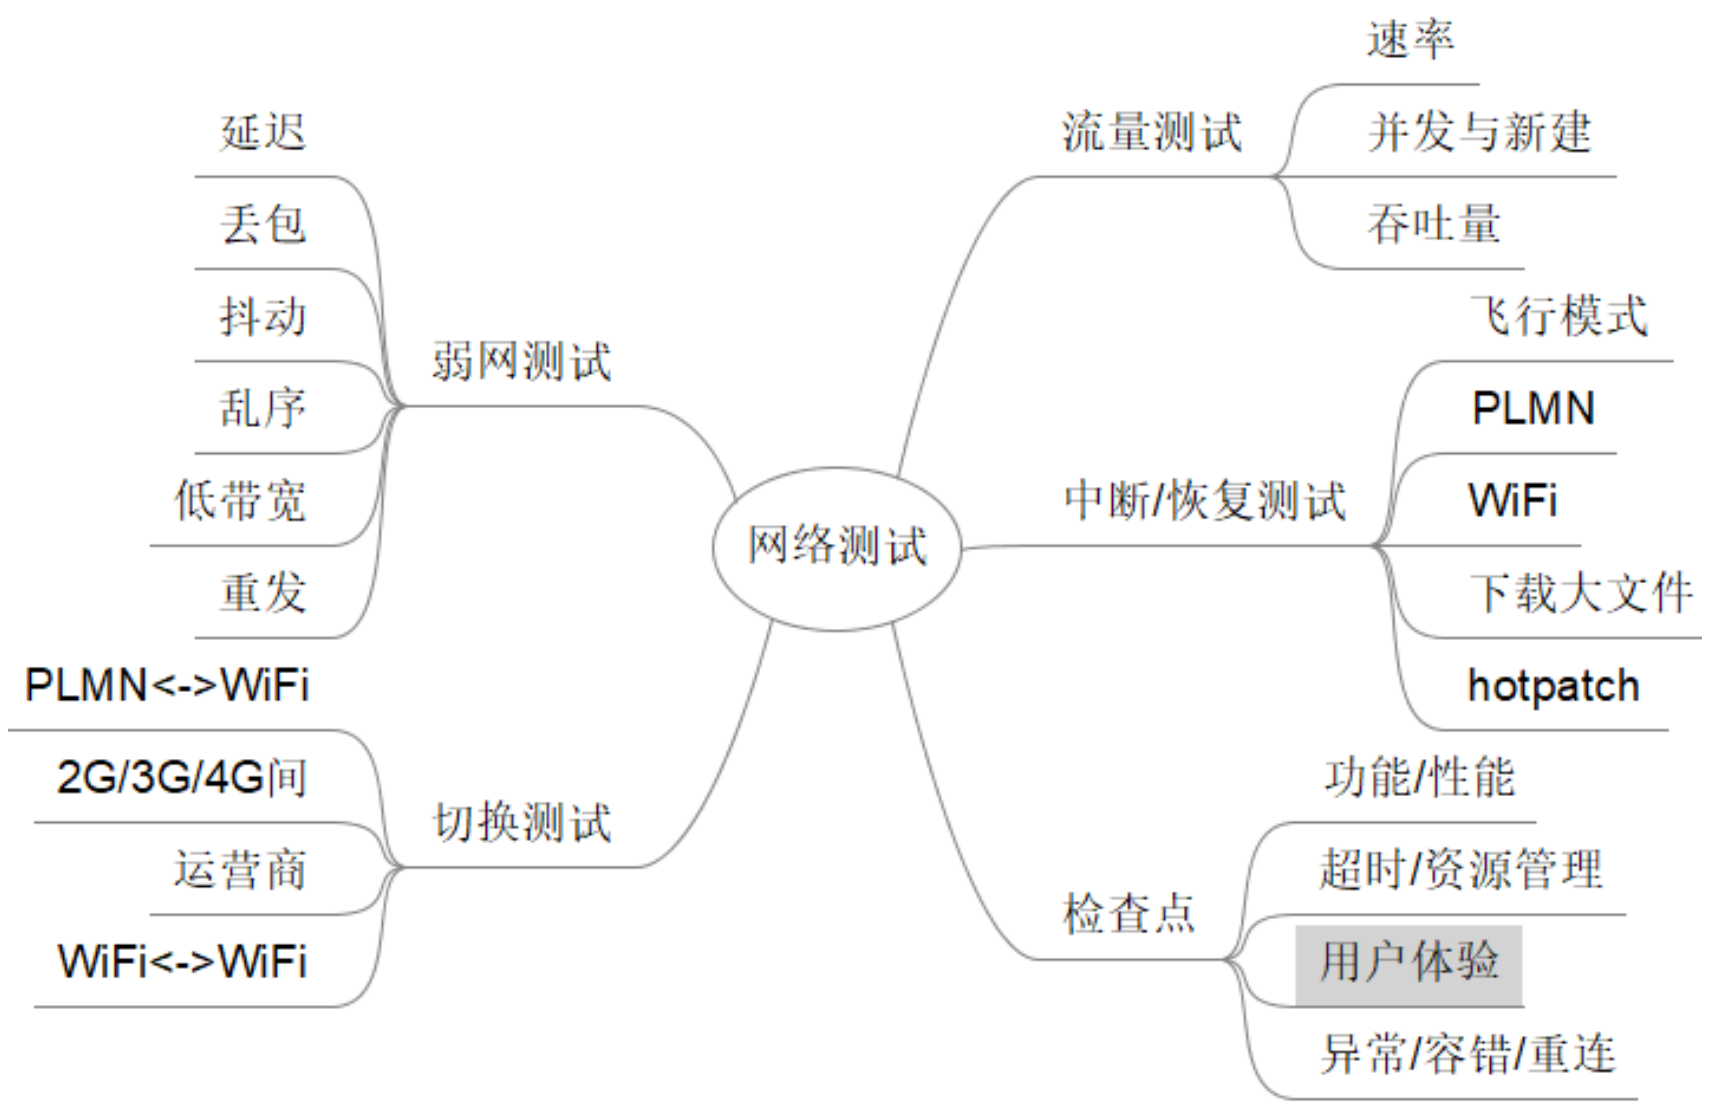 网络测试
流量测试
速率
并发与新建
吞吐量
中断/恢复测试
飞行模式
PLMN
WiFi
下载大文件
hotpatch
检查点
功能/性能
超时/资源管理
用户体验
异常/容错/重连
弱网测试
延迟
丢包
抖动
乱序
低带宽
重发
切换测试
PLMN<->WiFi
2G/3G/4G间
运营商
WiFi<->WiFi